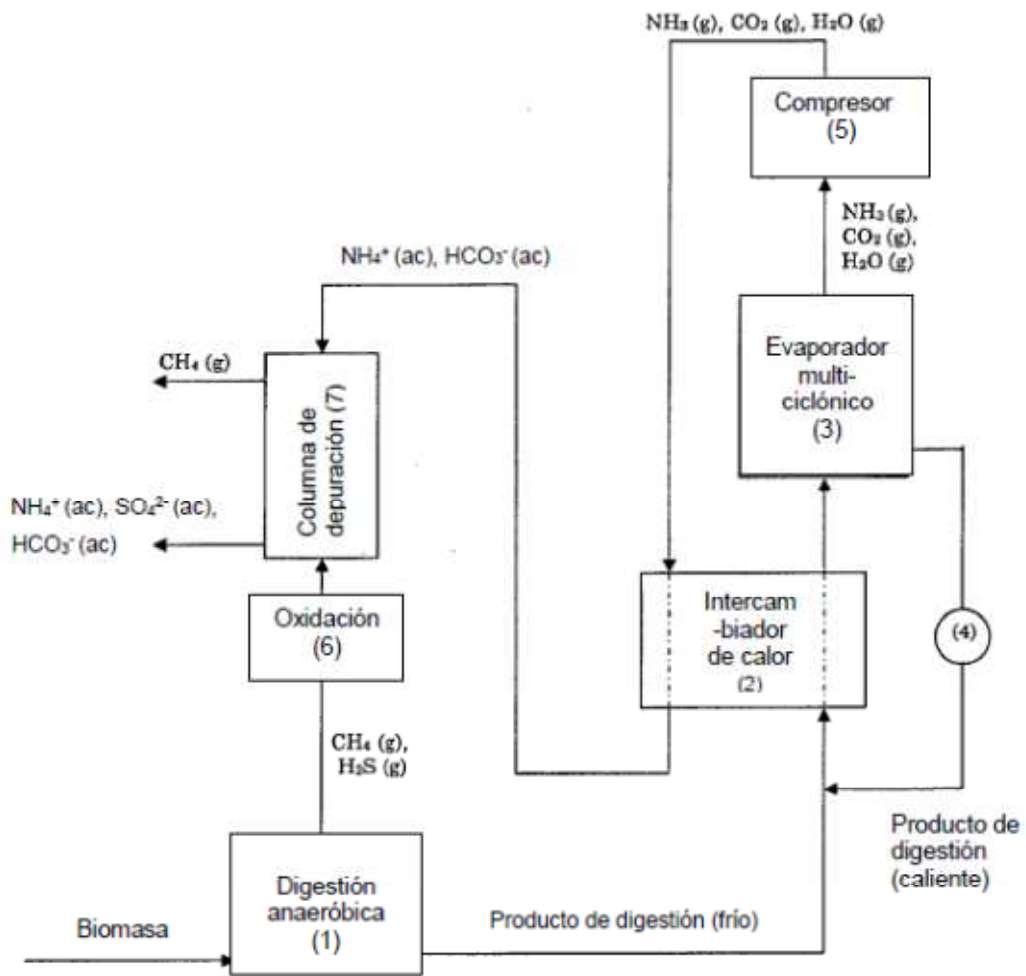 NH₃ (g), CO₂ (g), H₂O (g)
Compresor
(5)
NH₃ (g),
CO₂ (g),
H₂O (g)
NH₄⁺ (ac), HCO₃⁻ (ac)
Evaporador
multi-
ciclónico
(3)
CH₄ (g)
Columna de
depuración (7)
NH₄⁺ (ac), SO₄²⁻ (ac),
HCO₃⁻ (ac)
Oxidación
(6)
Intercam
-biador
de calor
(2)
(4)
CH₄ (g),
H₂S (g)
Producto de
digestión
(caliente)
Digestión
anaeróbica
(1)
Biomasa
Producto de digestión (frío)